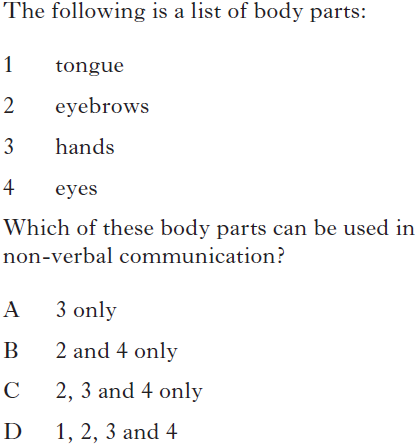 The following is a list of body parts:
1 tongue
2 eyebrows
3 hands
4 eyes
Which of these body parts can be used in
non-verbal communication?
A 3 only
B 2 and 4 only
C 2, 3 and 4 only
D 1, 2, 3 and 4